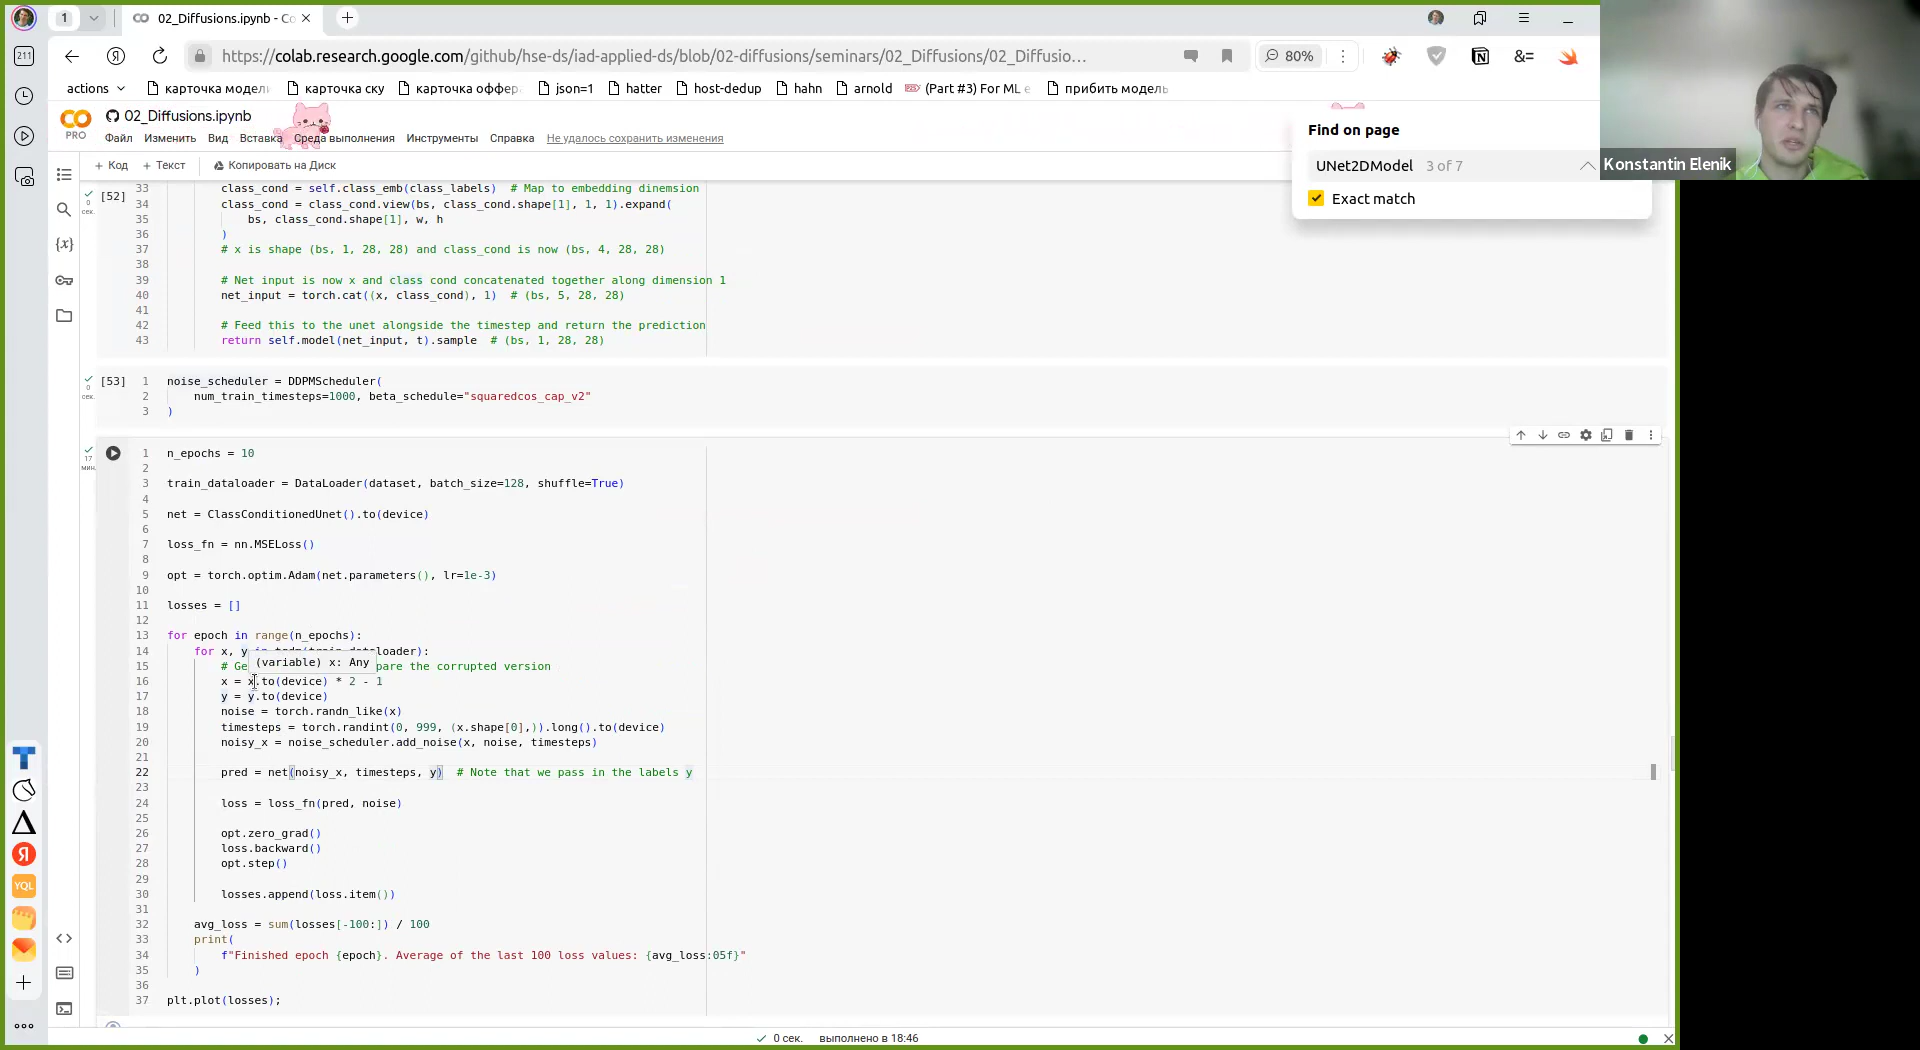 1
02_Diffusions.ipynb - Co
211
https://colab.research.google.com/github/hse-ds/iad-applied-ds/blob/02-diffusions/seminars/02_Diffusions/02_Diffusio…
80%
actions
карточка модели
карточка ску
карточка оффер
json=1
hatter
host-dedup
hahn
arnold
(Part #3) For ML e
прибить модель
PRO
02_Diffusions.ipynb
Файл Изменить Вид Вставка Среда выполнения Инструменты Справка Не удалось сохранить изменения
+ Код + Текст Копировать на Диск
Find on page
UNet2DModel 3 of 7
Exact match
Konstantin Elenik
[52]
0
сек.
33 class_cond = self.class_emb(class_labels) # Map to embedding dinemsion
34 class_cond = class_cond.view(bs, class_cond.shape[1], 1, 1).expand(
35 bs, class_cond.shape[1], w, h
36 )
37 # x is shape (bs, 1, 28, 28) and class_cond is now (bs, 4, 28, 28)
38
39 # Net input is now x and class cond concatenated together along dimension 1
40 net_input = torch.cat((x, class_cond), 1) # (bs, 5, 28, 28)
41
42 # Feed this to the unet alongside the timestep and return the prediction
43 return self.model(net_input, t).sample # (bs, 1, 28, 28)
[53]
0
сек.
1 noise_scheduler = DDPMScheduler(
2 num_train_timesteps=1000, beta_schedule="squaredcos_cap_v2"
3 )
17
мин.
1 n_epochs = 10
2
3 train_dataloader = DataLoader(dataset, batch_size=128, shuffle=True)
4
5 net = ClassConditionedUnet().to(device)
6
7 loss_fn = nn.MSELoss()
8
9 opt = torch.optim.Adam(net.parameters(), lr=1e-3)
10
11 losses = []
12
13 for epoch in range(n_epochs):
14 for x, y in tqdm(train_dataloader):
(variable) x: Any
15 # Ge pare the corrupted version
16 x = x.to(device) * 2 - 1
17 y = y.to(device)
18 noise = torch.randn_like(x)
19 timesteps = torch.randint(0, 999, (x.shape[0],)).long().to(device)
20 noisy_x = noise_scheduler.add_noise(x, noise, timesteps)
21
22 pred = net(noisy_x, timesteps, y) # Note that we pass in the labels y
23
24 loss = loss_fn(pred, noise)
25
26 opt.zero_grad()
27 loss.backward()
28 opt.step()
29
30 losses.append(loss.item())
31
32 avg_loss = sum(losses[-100:]) / 100
33 print(
34 f"Finished epoch {epoch}. Average of the last 100 loss values: {avg_loss:05f}"
35 )
36
37 plt.plot(losses);
YQL
0 сек. выполнено в 18:46